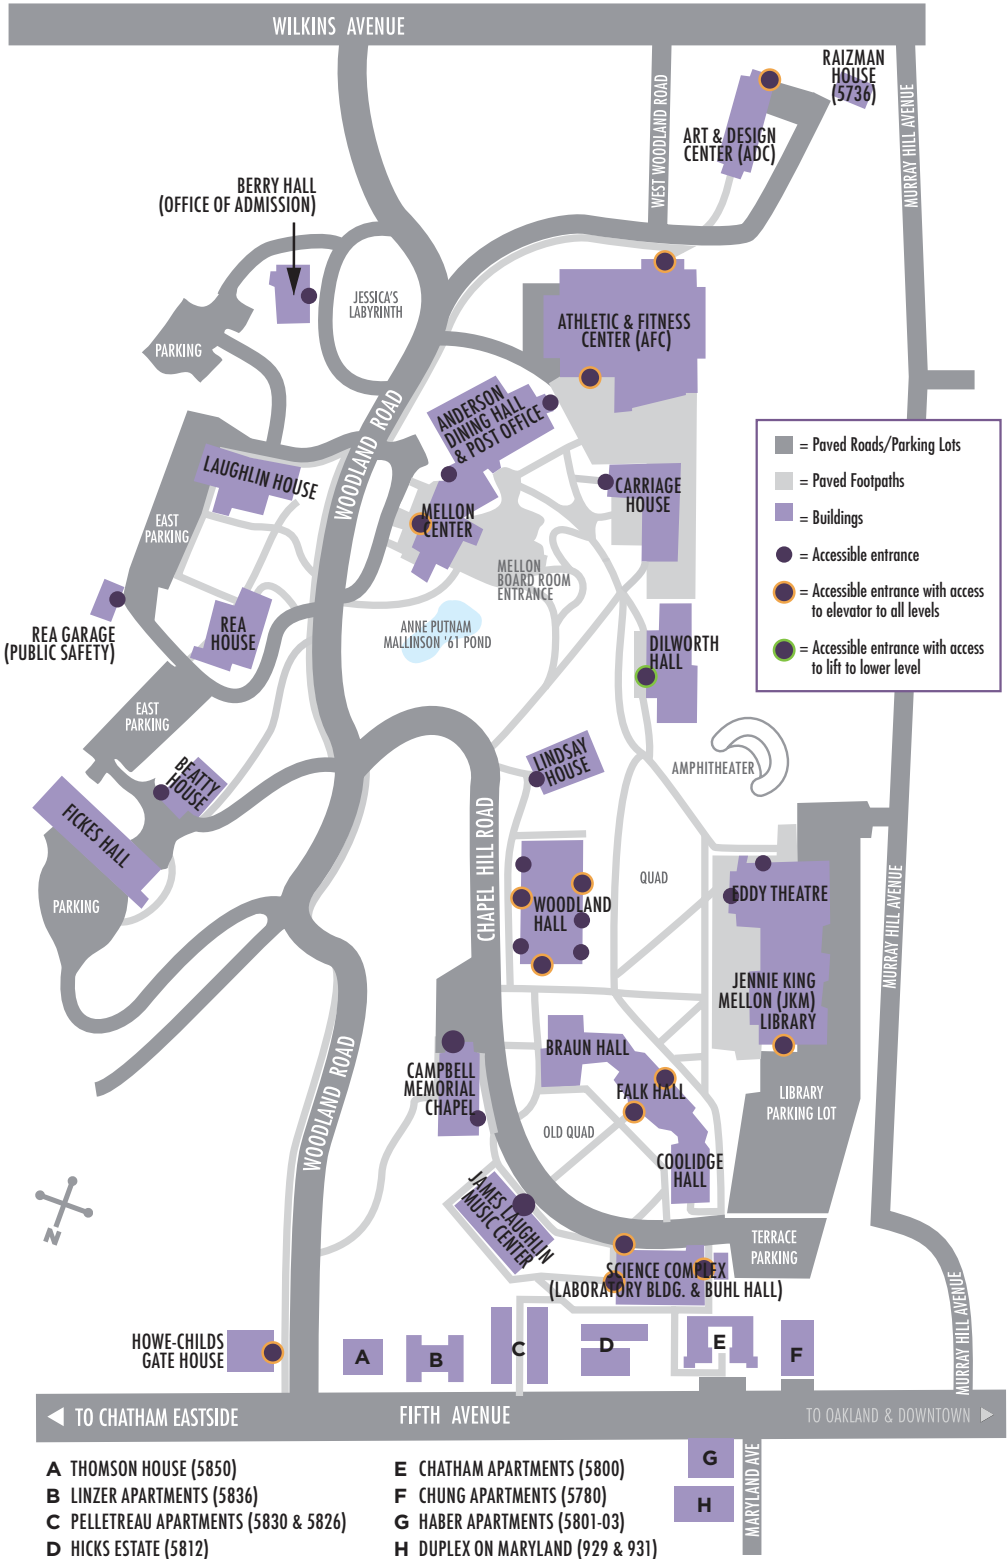 WILKINS AVENUE
RAIZMAN
HOUSE
(5736)
WEST WOODLAND ROAD
MURRAY HILL AVENUE
ART & DESIGN
CENTER (ADC)
BERRY HALL
(OFFICE OF ADMISSION)
JESSICA'S
LABYRINTH
PARKING
ATHLETIC & FITNESS
CENTER (AFC)
WOODLAND ROAD
ANDERSON
DINING HALL
& POST OFFICE
LAUGHLIN HOUSE
CARRIAGE
HOUSE
MELLON
CENTER
EAST
PARKING
MELLON
BOARD ROOM
ENTRANCE
= Paved Roads/Parking Lots
= Paved Footpaths
= Buildings
= Accessible entrance
= Accessible entrance with access
to elevator to all levels
= Accessible entrance with access
to lift to lower level
REA GARAGE
(PUBLIC SAFETY)
REA
HOUSE
ANNE PUTNAM
MALLINSON '61 POND
DILWORTH
HALL
EAST
PARKING
BEATTY
HOUSE
LINDSAY
HOUSE
AMPHITHEATER
FICKES HALL
PARKING
CHAPEL HILL ROAD
QUAD
EDDY THEATRE
WOODLAND
HALL
MURRAY HILL AVENUE
JENNIE KING
MELLON (JKM)
LIBRARY
BRAUN HALL
CAMPBELL
MEMORIAL
CHAPEL
FALK HALL
LIBRARY
PARKING LOT
WOODLAND ROAD
OLD QUAD
COOLIDGE
HALL
JAMES LAUGHLIN
MUSIC CENTER
N
TERRACE
PARKING
SCIENCE COMPLEX
(LABORATORY BLDG. & BUHL HALL)
MURRAY HILL AVENUE
HOWE-CHILDS
GATE HOUSE
A
B
C
D
E
F
TO CHATHAM EASTSIDE
FIFTH AVENUE
TO OAKLAND & DOWNTOWN
G
H
MARYLAND AVE
A THOMSON HOUSE (5850)
B LINZER APARTMENTS (5836)
C PELLETREAU APARTMENTS (5830 & 5826)
D HICKS ESTATE (5812)
E CHATHAM APARTMENTS (5800)
F CHUNG APARTMENTS (5780)
G HABER APARTMENTS (5801-03)
H DUPLEX ON MARYLAND (929 & 931)